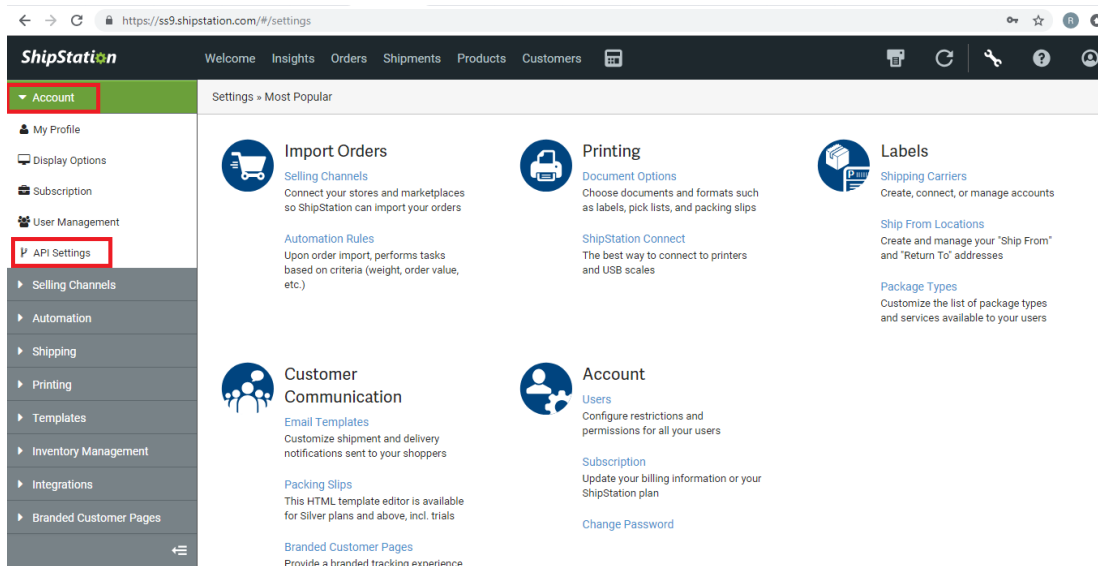 https://ss9.shipstation.com/#/settings
R
ShipStation
Welcome Insights Orders Shipments Products Customers
Account
Settings » Most Popular
My Profile
Display Options
Subscription
User Management
API Settings
Selling Channels
Automation
Shipping
Printing
Templates
Inventory Management
Integrations
Branded Customer Pages
Import Orders
Selling Channels
Connect your stores and marketplaces
so ShipStation can import your orders
Automation Rules
Upon order import, performs tasks
based on criteria (weight, order value,
etc.)
Printing
Document Options
Choose documents and formats such
as labels, pick lists, and packing slips
ShipStation Connect
The best way to connect to printers
and USB scales
Labels
Shipping Carriers
Create, connect, or manage accounts
Ship From Locations
Create and manage your "Ship From"
and "Return To" addresses
Package Types
Customize the list of package types
and services available to your users
Customer
Communication
Email Templates
Customize shipment and delivery
notifications sent to your shoppers
Packing Slips
This HTML template editor is available
for Silver plans and above, incl. trials
Branded Customer Pages
Provide a branded tracking experience
Account
Users
Configure restrictions and
permissions for all your users
Subscription
Update your billing information or your
ShipStation plan
Change Password